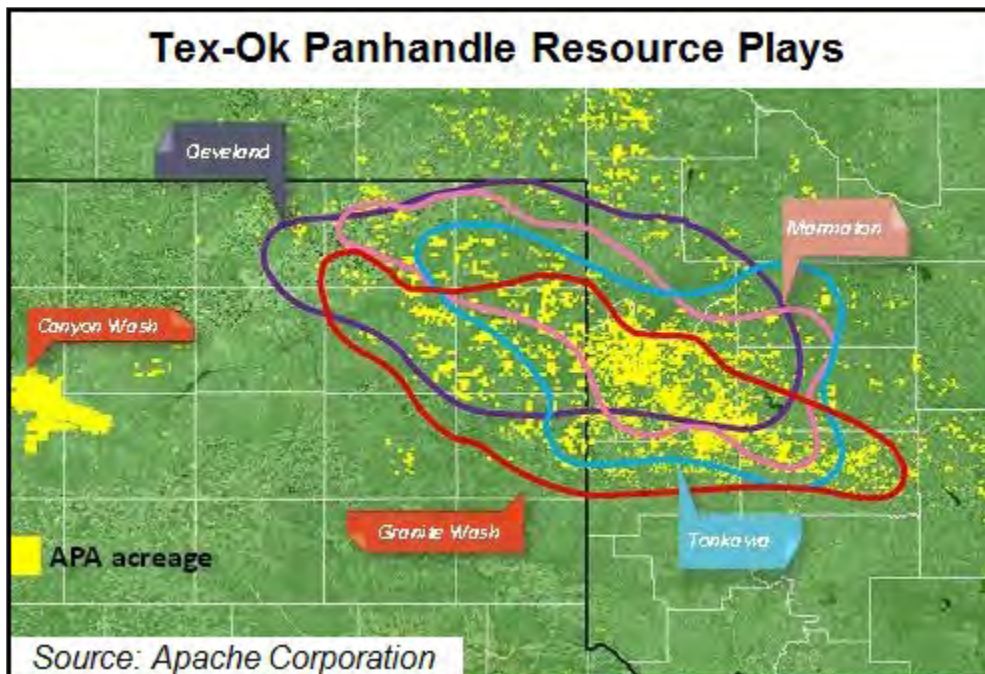 Tex-Ok Panhandle Resource Plays
Cleveland
Marmaton
Canyon Wash
Granite Wash
Tonkawa
APA acreage
Source: Apache Corporation